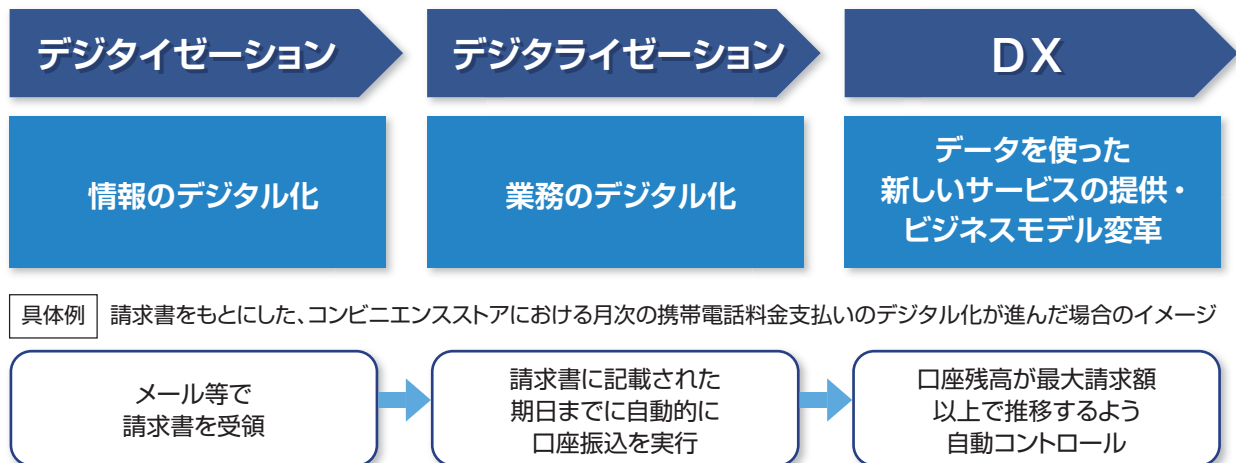 デジタイゼーション
デジタライゼーション
DX
情報のデジタル化
業務のデジタル化
データを使った
新しいサービスの提供・
ビジネスモデル変革
具体例 請求書をもとにした、コンビニエンスストアにおける月次の携帯電話料金支払いのデジタル化が進んだ場合のイメージ
メール等で
請求書を受領
請求書に記載された
期日までに自動的に
口座振込を実行
口座残高が最大請求額
以上で推移するよう
自動コントロール